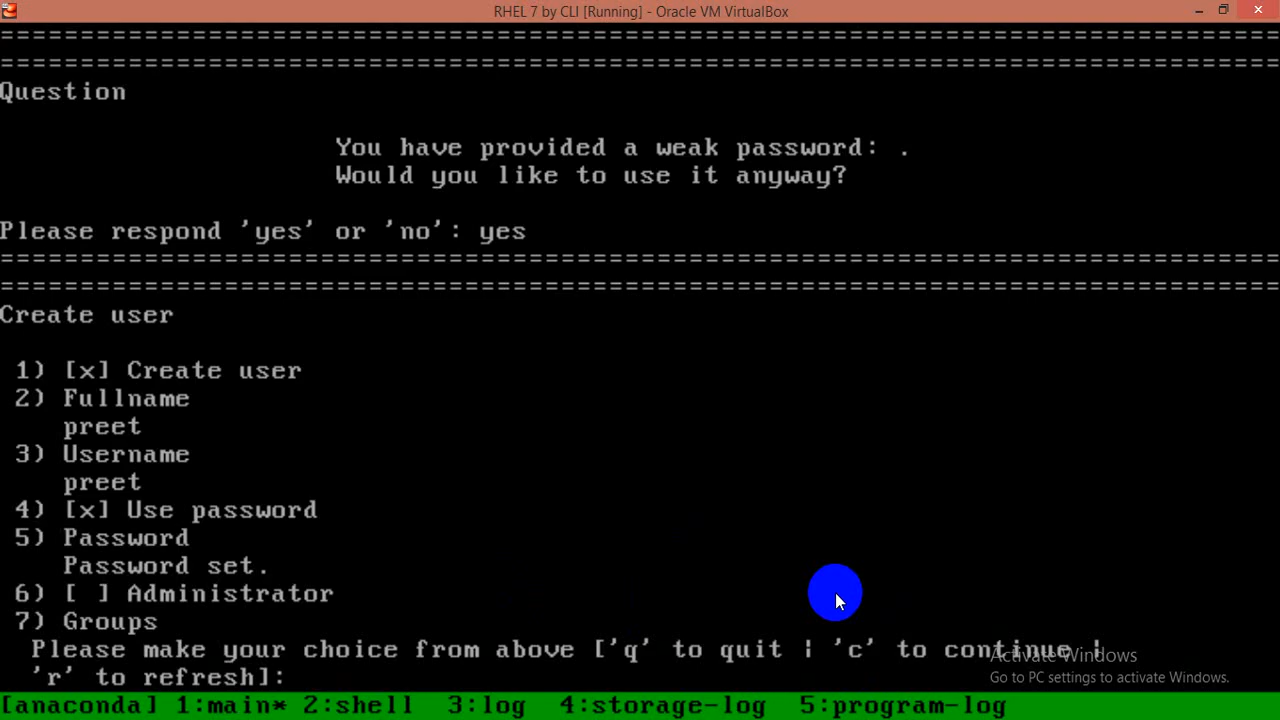 RHEL 7 by CLI [Running] - Oracle VM VirtualBox
================================================================================
================================================================================
Question
You have provided a weak password: .
Would you like to use it anyway?
Please respond 'yes' or 'no': yes
================================================================================
================================================================================
Create user
1) [x] Create user
2) Fullname
preet
3) Username
preet
4) [x] Use password
5) Password
Password set.
6) [ ] Administrator
7) Groups
Please make your choice from above ['q' to quit | 'c' to continue |
'r' to refresh]:
Activate Windows
Go to PC settings to activate Windows.
[anaconda] 1:main* 2:shell 3:log 4:storage-log 5:program-log